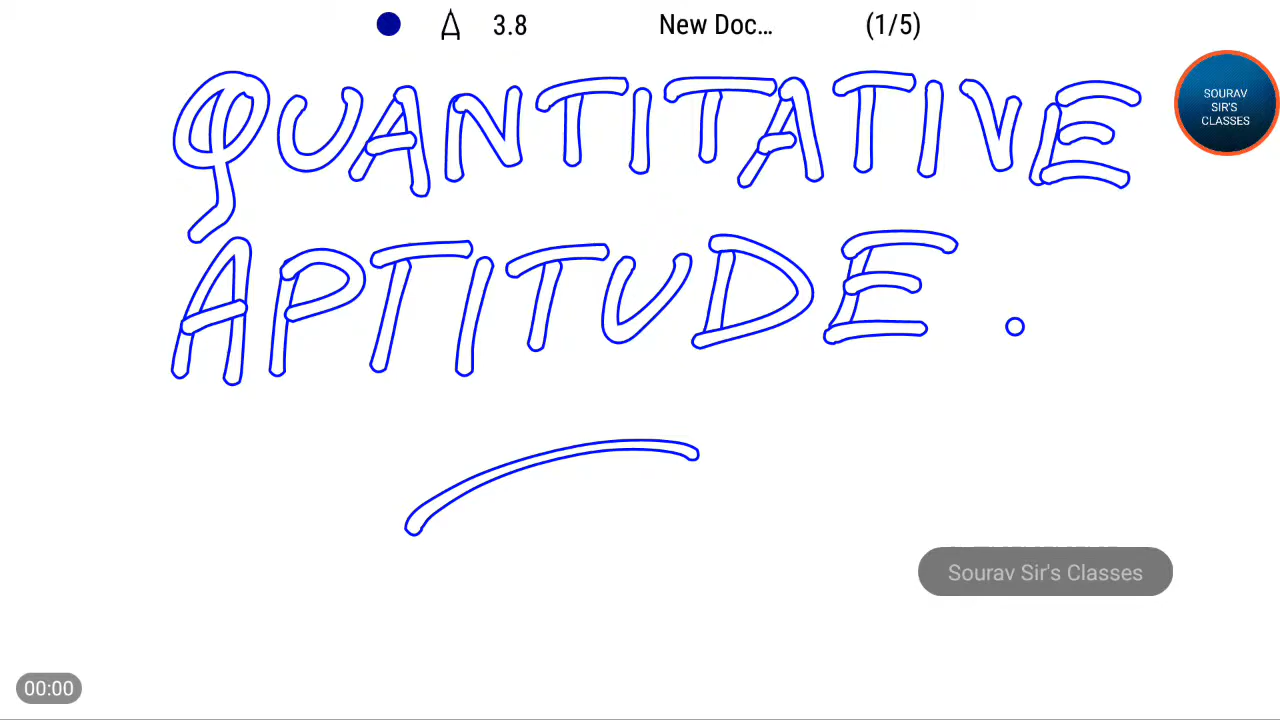 3.8 New Doc... (1/5)
QUANTITATIVE
SOURAV
SIR'S
CLASSES
APTITUDE.
Sourav Sir's Classes
00:00